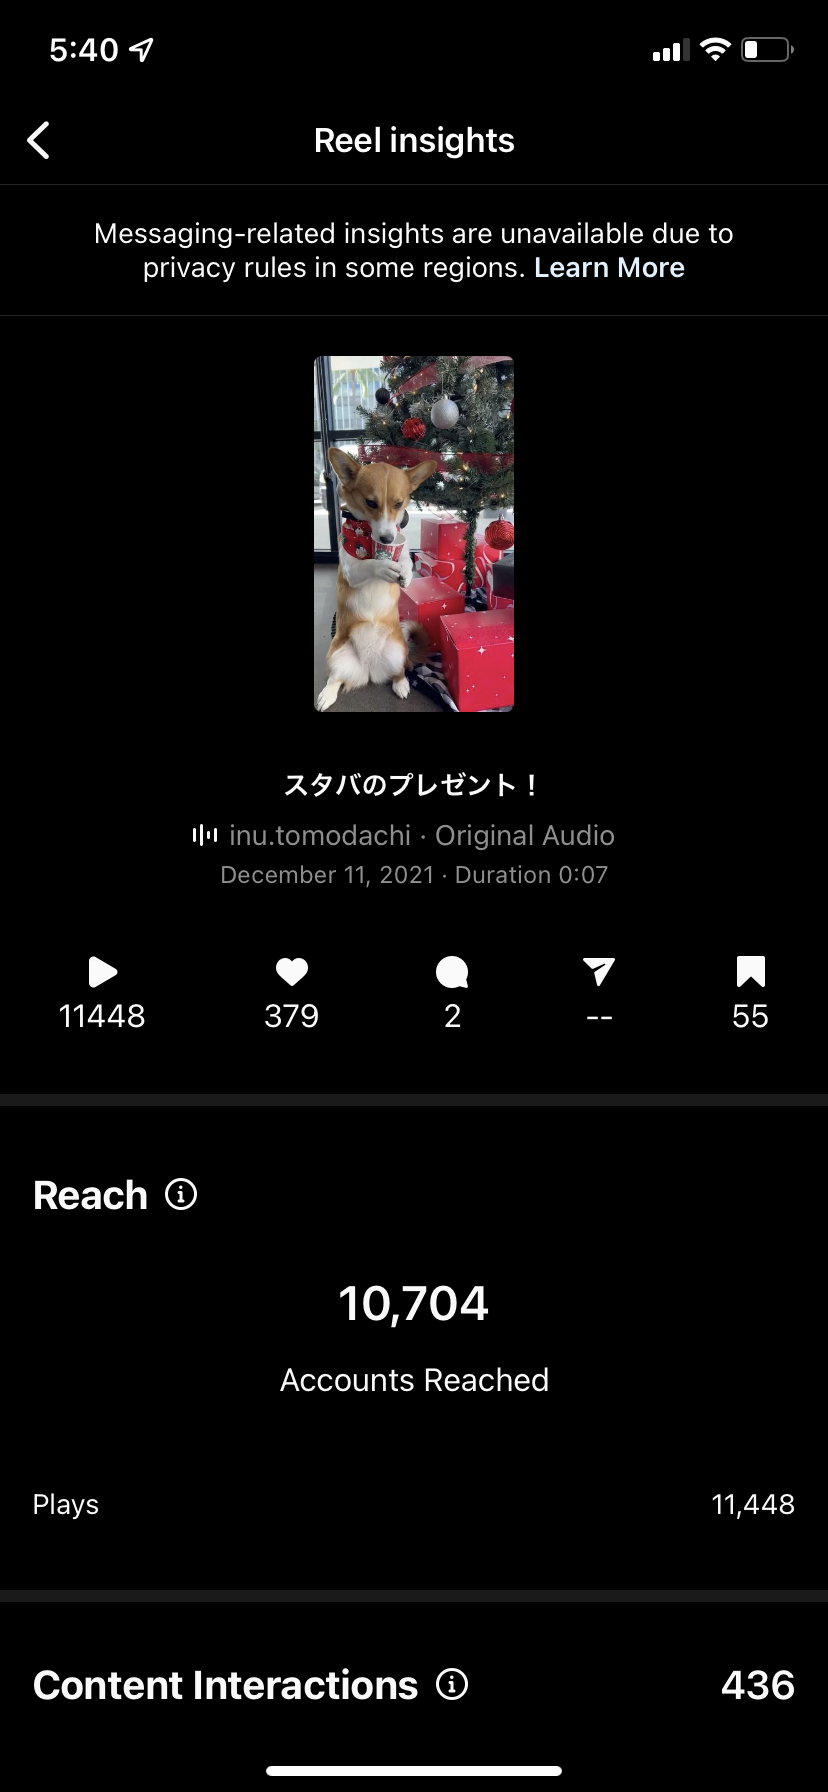 5:40
Reel insights
Messaging-related insights are unavailable due to
privacy rules in some regions. Learn More
スタバのプレゼント！
inu.tomodachi · Original Audio
December 11, 2021 · Duration 0:07
11448 379 2 -- 55
Reach
10,704
Accounts Reached
Plays 11,448
Content Interactions 436